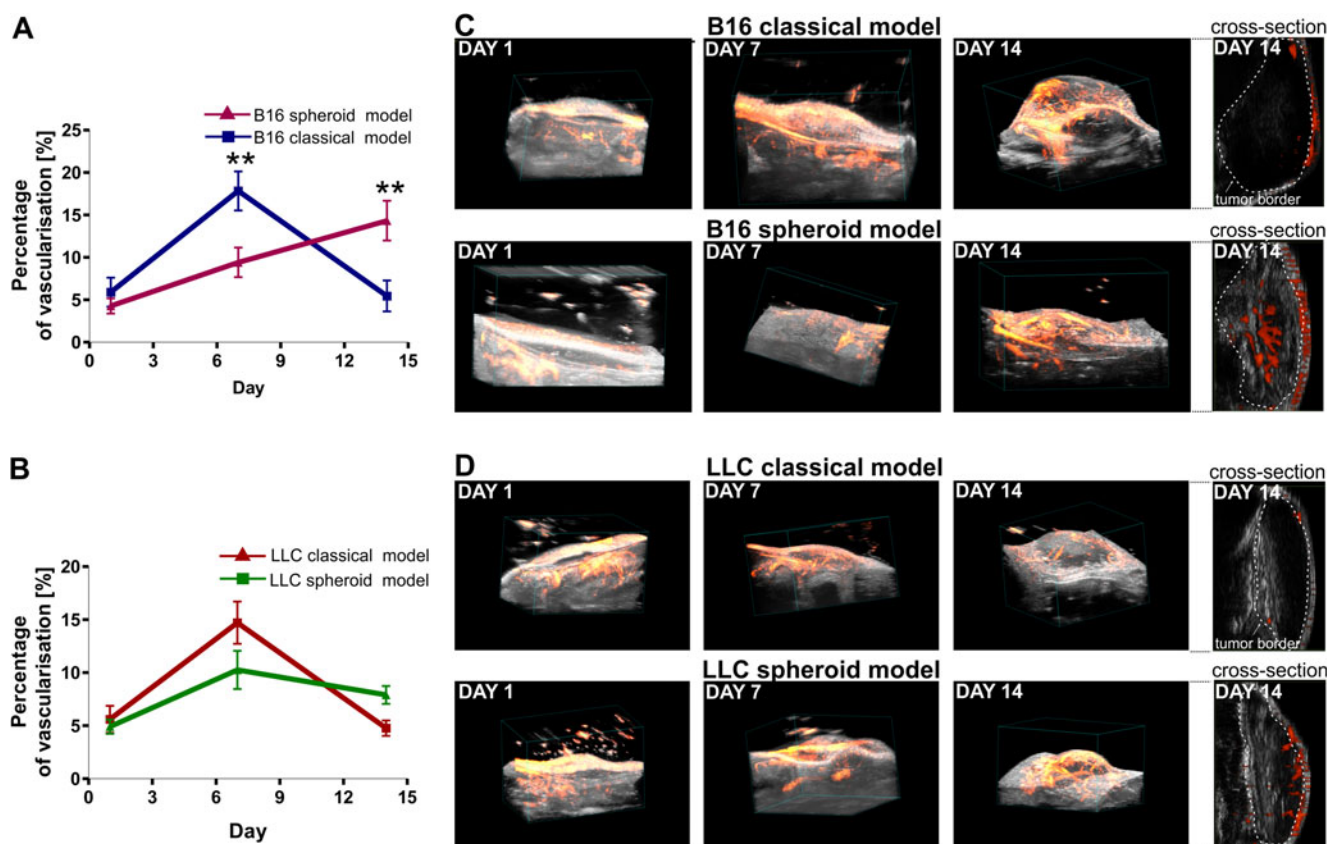 A
B16 spheroid model
B16 classical model
Percentage
of vascularisation [%]
25
20
15
10
5
0
**
**
0 3 6 9 12 15
Day
B
LLC classical model
LLC spheroid model
Percentage
of vascularisation [%]
20
15
10
5
0
0 3 6 9 12 15
Day
C
B16 classical model
cross-section
DAY 1
DAY 7
DAY 14
DAY 14
tumor border
B16 spheroid model
cross-section
DAY 1
DAY 7
DAY 14
DAY 14
D
LLC classical model
cross-section
DAY 1
DAY 7
DAY 14
DAY 14
tumor border
LLC spheroid model
cross-section
DAY 1
DAY 7
DAY 14
DAY 14